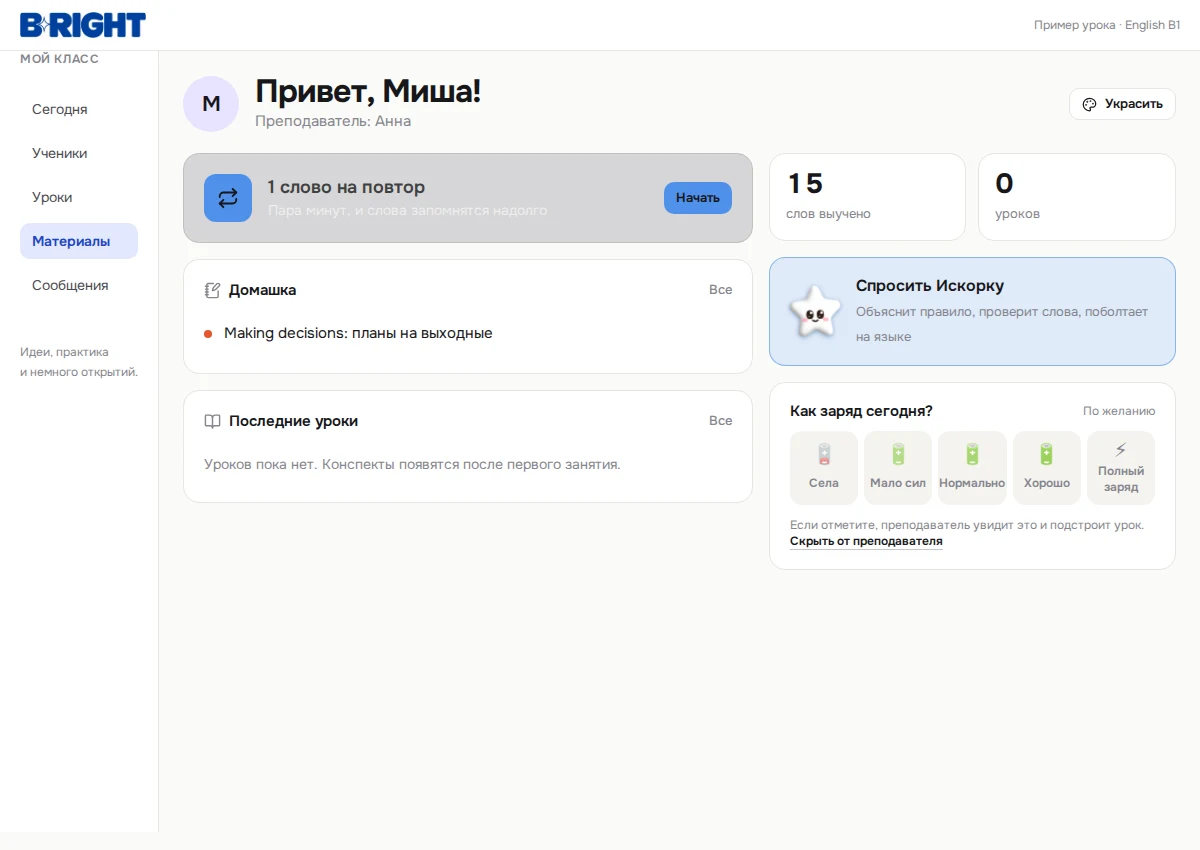 B RIGHT
Пример урока · English B1
МОЙ КЛАСС
Сегодня
Ученики
Уроки
Материалы
Сообщения
Идеи, практика
и немного открытий.
М
Привет, Миша!
Преподаватель: Анна
Украсить
1 слово на повтор
Пара минут, и слова запомнятся надолго
Начать
15
слов выучено
0
уроков
Домашка
Все
Making decisions: планы на выходные
Последние уроки
Все
Уроков пока нет. Конспекты появятся после первого занятия.
Спросить Искорку
Объяснит правило, проверит слова, поболтает
на языке
Как заряд сегодня?
По желанию
Села
Мало сил
Нормально
Хорошо
Полный
заряд
Если отметите, преподаватель увидит это и подстроит урок.
Скрыть от преподавателя